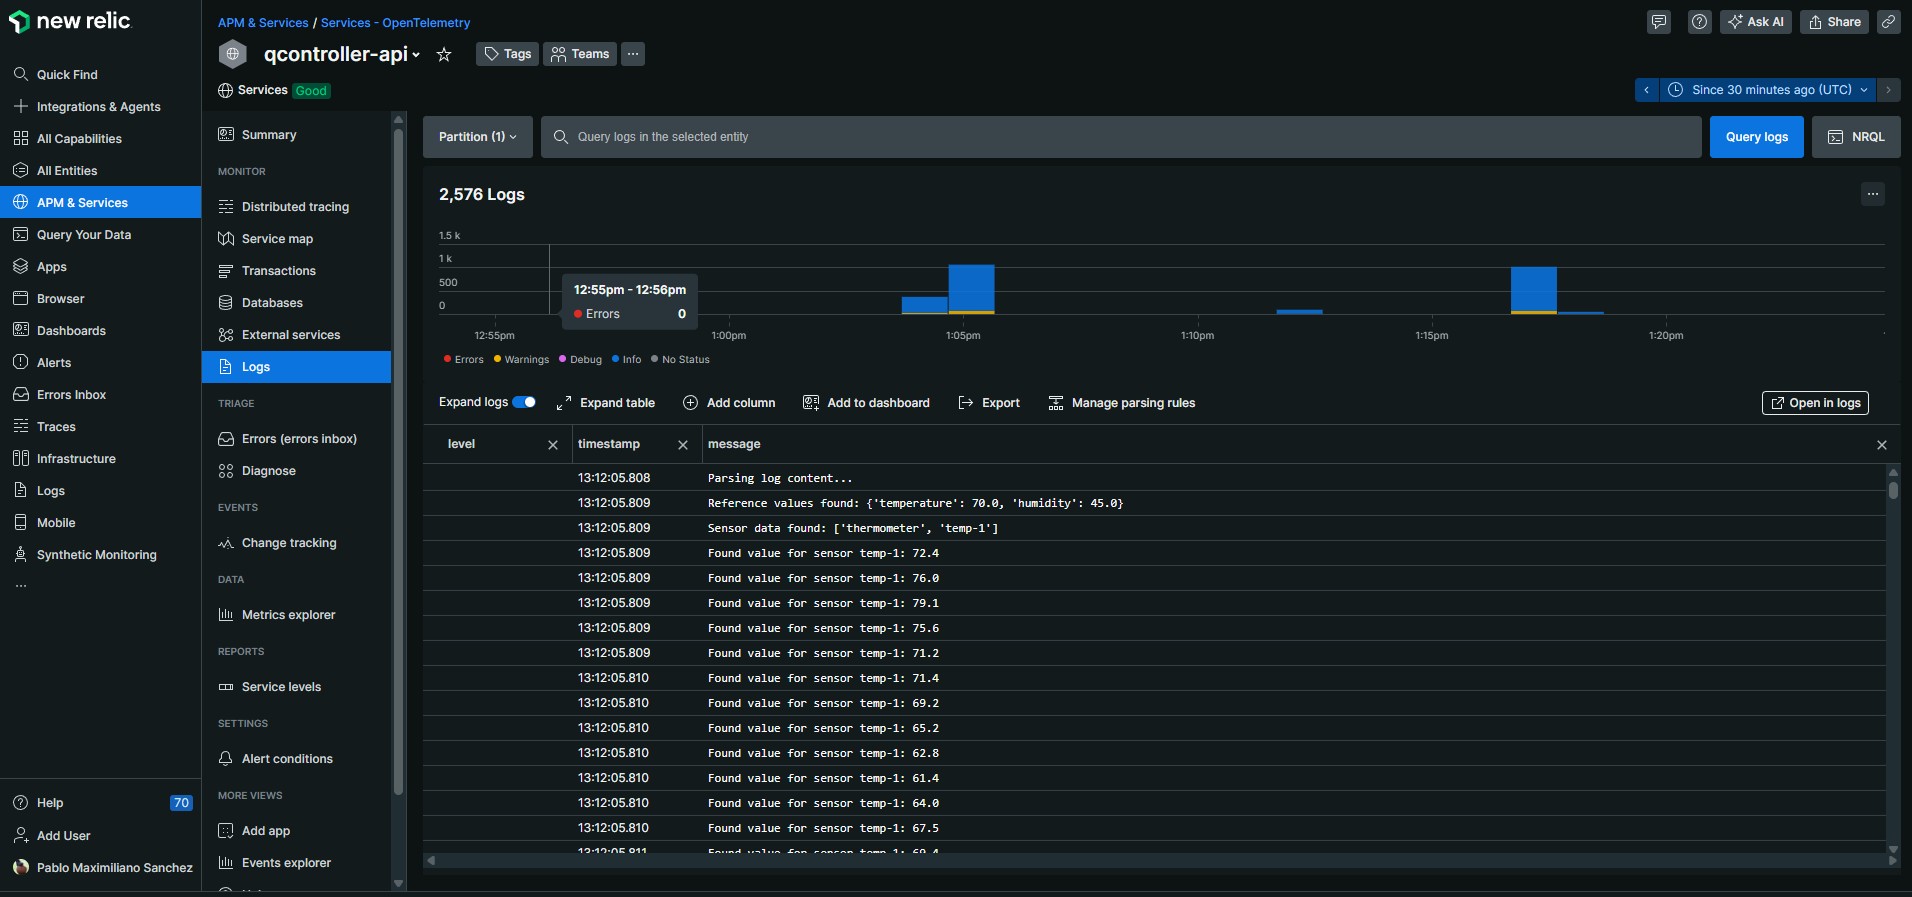 new relic
Quick Find
Integrations & Agents
All Capabilities
All Entities
APM & Services
Query Your Data
Apps
Browser
Dashboards
Alerts
Errors Inbox
Traces
Infrastructure
Logs
Mobile
Synthetic Monitoring
...
Help 70
Add User
Pablo Maximiliano Sanchez
APM & Services / Services - OpenTelemetry
qcontroller-api
Tags
Teams
...
Services Good
Ask AI
Share
Since 30 minutes ago (UTC)
Summary
MONITOR
Distributed tracing
Service map
Transactions
Databases
External services
Logs
TRIAGE
Errors (errors inbox)
Diagnose
EVENTS
Change tracking
DATA
Metrics explorer
REPORTS
Service levels
SETTINGS
Alert conditions
MORE VIEWS
Add app
Events explorer
Partition (1)
Query logs in the selected entity
Query logs
NRQL
2,576 Logs
...
1.5 k
1 k
500
0
12:55pm - 12:56pm
Errors 0
12:55pm 1:00pm 1:05pm 1:10pm 1:15pm 1:20pm
Errors Warnings Debug Info No Status
Expand logs Expand table Add column Add to dashboard Export Manage parsing rules Open in logs
level timestamp message
13:12:05.808 Parsing log content...
13:12:05.809 Reference values found: {'temperature': 70.0, 'humidity': 45.0}
13:12:05.809 Sensor data found: ['thermometer', 'temp-1']
13:12:05.809 Found value for sensor temp-1: 72.4
13:12:05.809 Found value for sensor temp-1: 76.0
13:12:05.809 Found value for sensor temp-1: 79.1
13:12:05.809 Found value for sensor temp-1: 75.6
13:12:05.809 Found value for sensor temp-1: 71.2
13:12:05.810 Found value for sensor temp-1: 71.4
13:12:05.810 Found value for sensor temp-1: 69.2
13:12:05.810 Found value for sensor temp-1: 65.2
13:12:05.810 Found value for sensor temp-1: 62.8
13:12:05.810 Found value for sensor temp-1: 61.4
13:12:05.810 Found value for sensor temp-1: 64.0
13:12:05.810 Found value for sensor temp-1: 67.5
13:12:05.811 Found value for sensor temp-1: 69.4